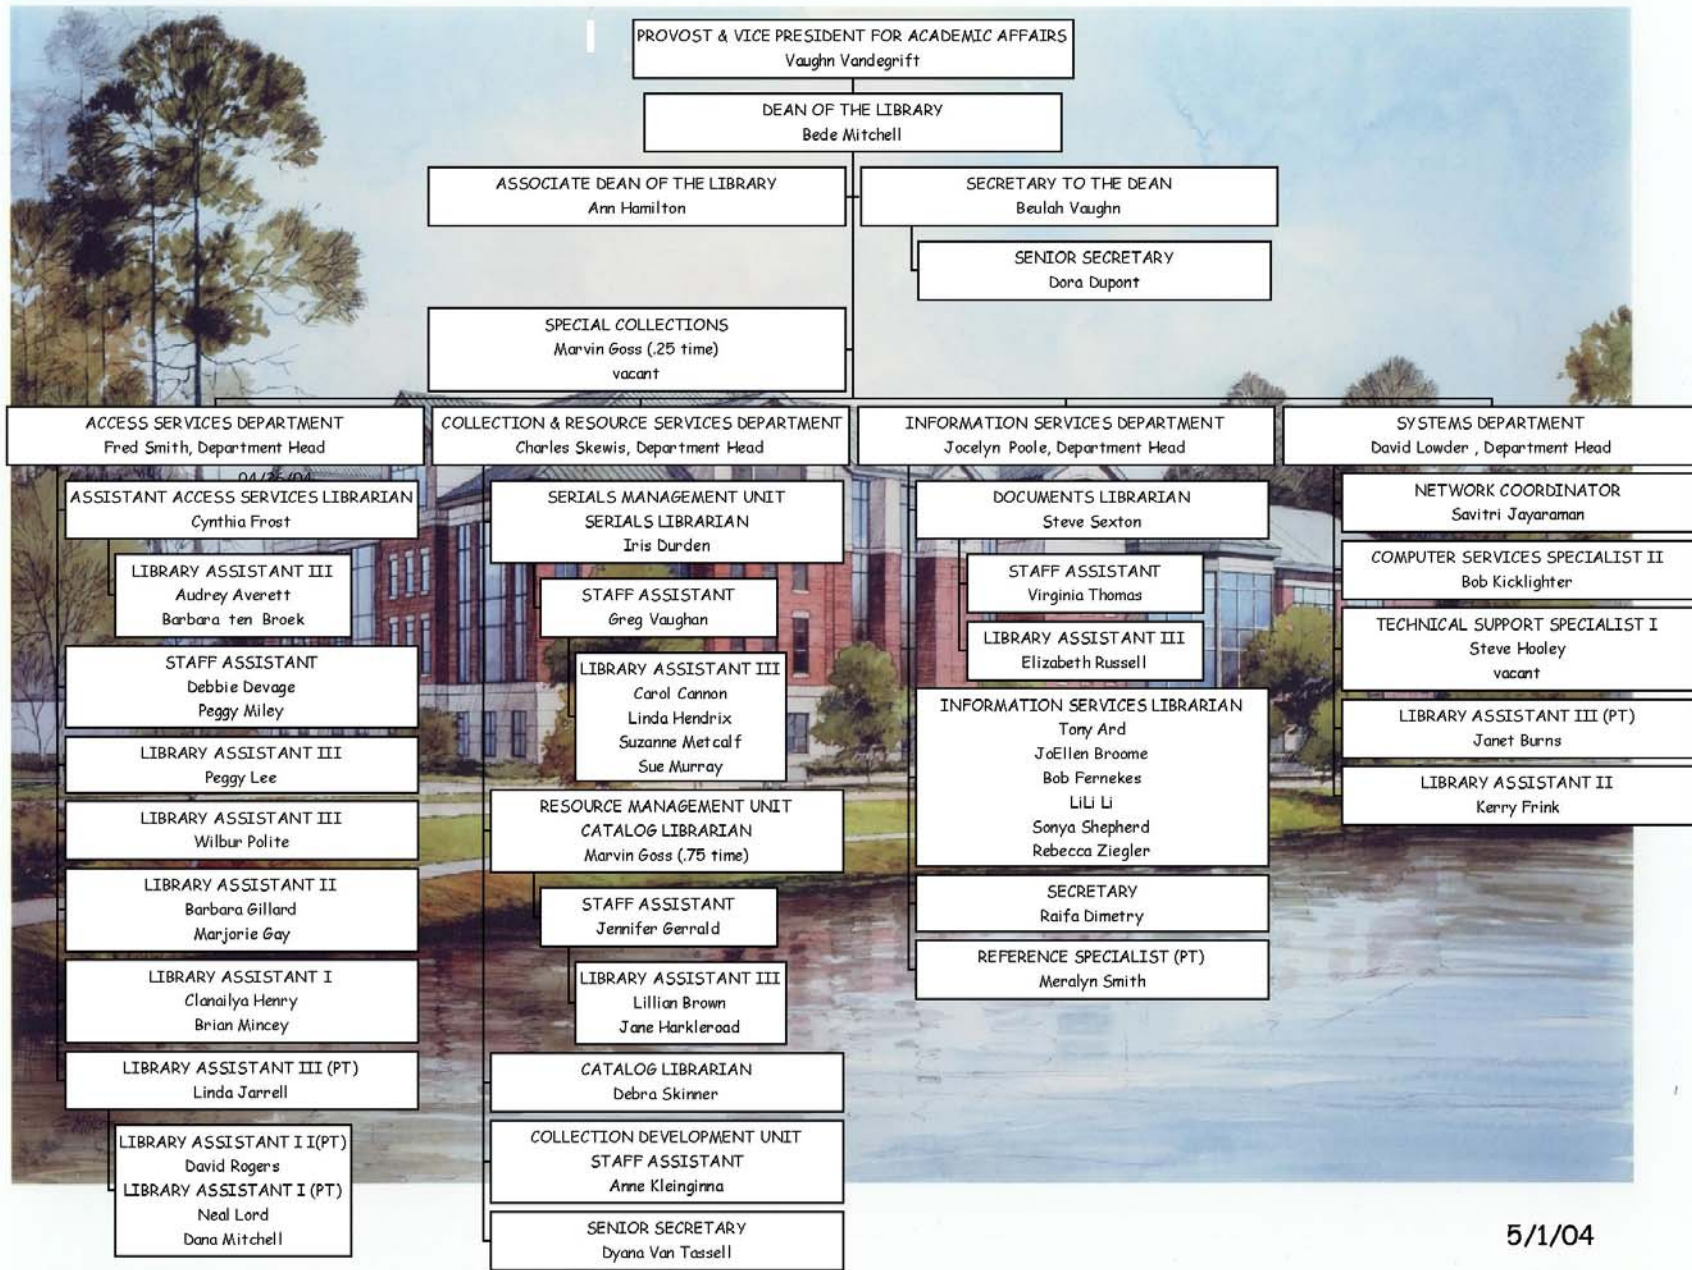 PROVOST & VICE PRESIDENT FOR ACADEMIC AFFAIRS
Vaughn Vandegrift
DEAN OF THE LIBRARY
Bede Mitchell
ASSOCIATE DEAN OF THE LIBRARY
Ann Hamilton
SECRETARY TO THE DEAN
Beulah Vaughn
SENIOR SECRETARY
Dora Dupont
SPECIAL COLLECTIONS
Marvin Goss (.25 time)
vacant
ACCESS SERVICES DEPARTMENT
Fred Smith, Department Head
ASSISTANT ACCESS SERVICES LIBRARIAN
Cynthia Frost
LIBRARY ASSISTANT III
Audrey Averett
Barbara ten Broek
STAFF ASSISTANT
Debbie Devage
Peggy Miley
LIBRARY ASSISTANT III
Peggy Lee
LIBRARY ASSISTANT III
Wilbur Polite
LIBRARY ASSISTANT II
Barbara Gillard
Marjorie Gay
LIBRARY ASSISTANT I
Clanailya Henry
Brian Mincey
LIBRARY ASSISTANT III (PT)
Linda Jarrell
LIBRARY ASSISTANT I I(PT)
David Rogers
LIBRARY ASSISTANT I (PT)
Neal Lord
Dana Mitchell
COLLECTION & RESOURCE SERVICES DEPARTMENT
Charles Skewis, Department Head
SERIALS MANAGEMENT UNIT
SERIALS LIBRARIAN
Iris Durden
STAFF ASSISTANT
Greg Vaughan
LIBRARY ASSISTANT III
Carol Cannon
Linda Hendrix
Suzanne Metcalf
Sue Murray
RESOURCE MANAGEMENT UNIT
CATALOG LIBRARIAN
Marvin Goss (.75 time)
STAFF ASSISTANT
Jennifer Gerrald
LIBRARY ASSISTANT III
Lillian Brown
Jane Harkleroad
CATALOG LIBRARIAN
Debra Skinner
COLLECTION DEVELOPMENT UNIT
STAFF ASSISTANT
Anne Kleinginna
SENIOR SECRETARY
Dyana Van Tassell
INFORMATION SERVICES DEPARTMENT
Jocelyn Poole, Department Head
DOCUMENTS LIBRARIAN
Steve Sexton
STAFF ASSISTANT
Virginia Thomas
LIBRARY ASSISTANT III
Elizabeth Russell
INFORMATION SERVICES LIBRARIAN
Tony Ard
JoEllen Broome
Bob Fernekes
LiLi Li
Sonya Shepherd
Rebecca Ziegler
SECRETARY
Raifa Dimetry
REFERENCE SPECIALIST (PT)
Meralyn Smith
SYSTEMS DEPARTMENT
David Lowder , Department Head
NETWORK COORDINATOR
Savitri Jayaraman
COMPUTER SERVICES SPECIALIST II
Bob Kicklighter
TECHNICAL SUPPORT SPECIALIST I
Steve Hooley
vacant
LIBRARY ASSISTANT III (PT)
Janet Burns
LIBRARY ASSISTANT II
Kerry Frink
5/1/04